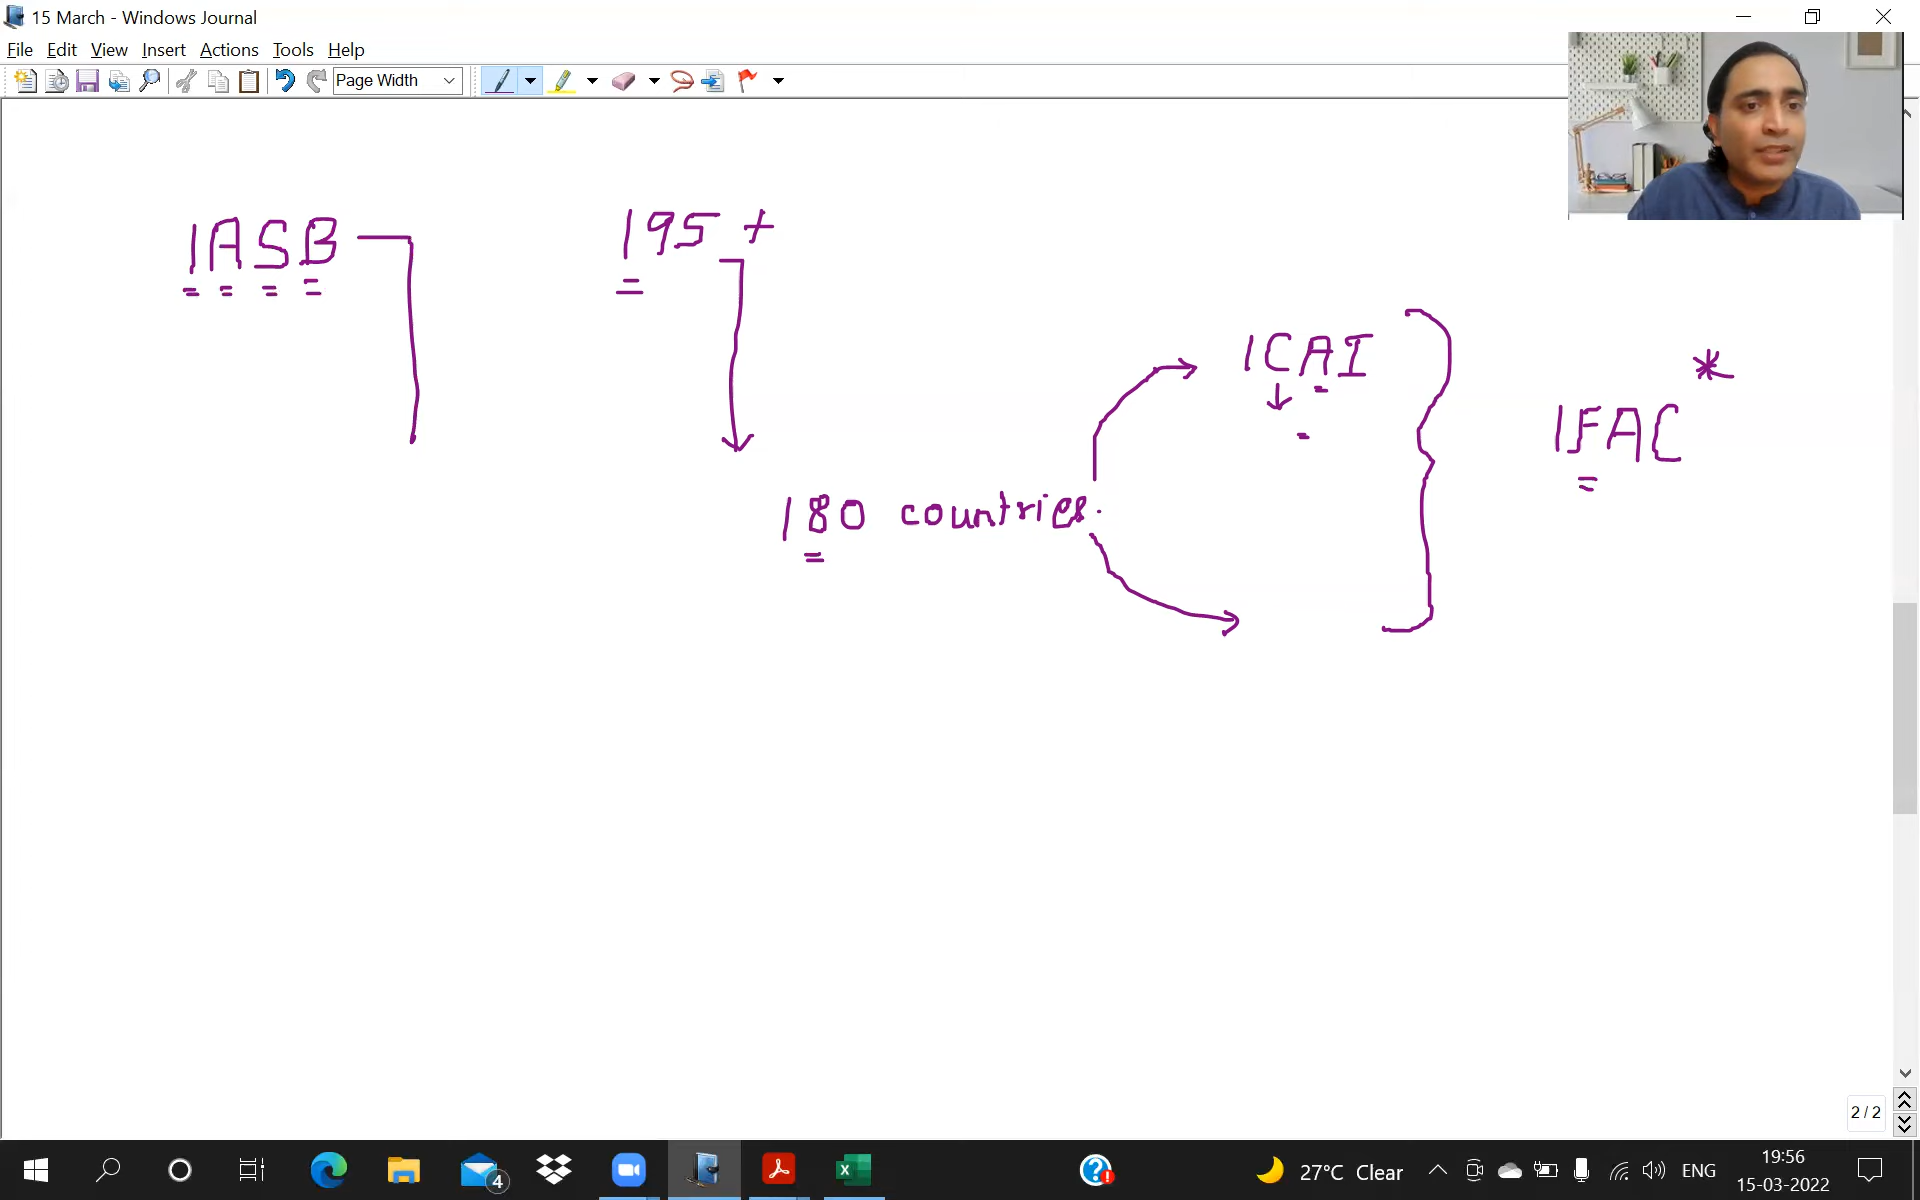 15 March - Windows Journal
File Edit View Insert Actions Tools Help
Page Width
IASB
195 +
ICAI
IFAC *
180 countries.
2 / 2
4
27°C Clear
ENG
19:56
15-03-2022